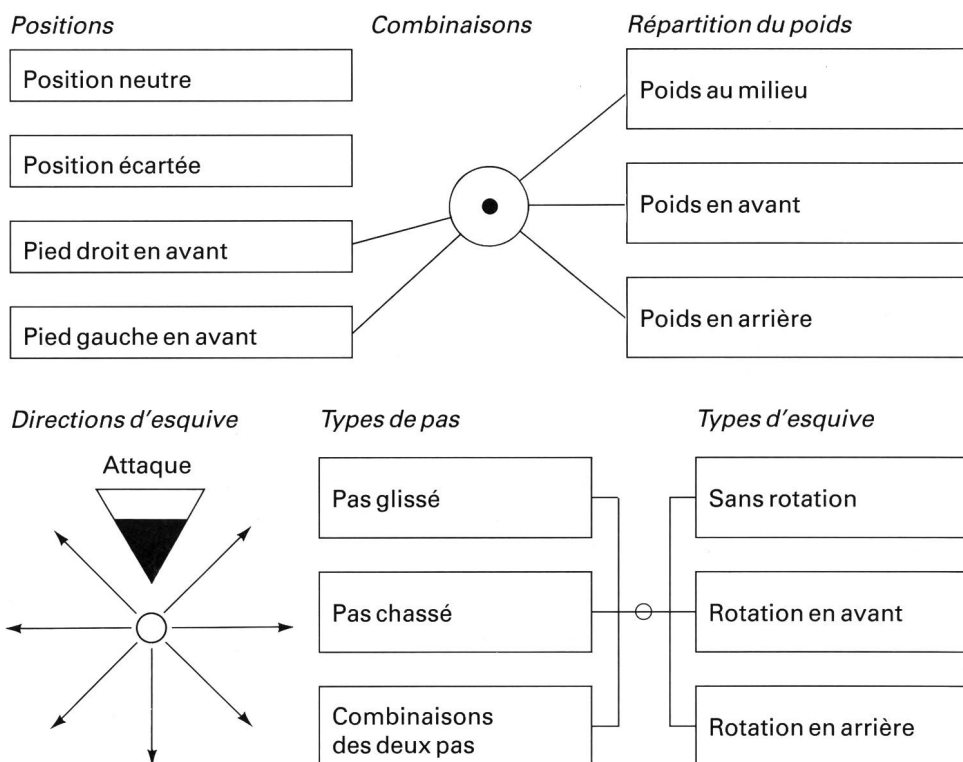 Positions
Combinaisons
Répartition du poids
Position neutre
Position écartée
Pied droit en avant
Pied gauche en avant
Poids au milieu
Poids en avant
Poids en arrière
Directions d'esquive
Types de pas
Types d'esquive
Attaque
Pas glissé
Pas chassé
Combinaisons
des deux pas
Sans rotation
Rotation en avant
Rotation en arrière